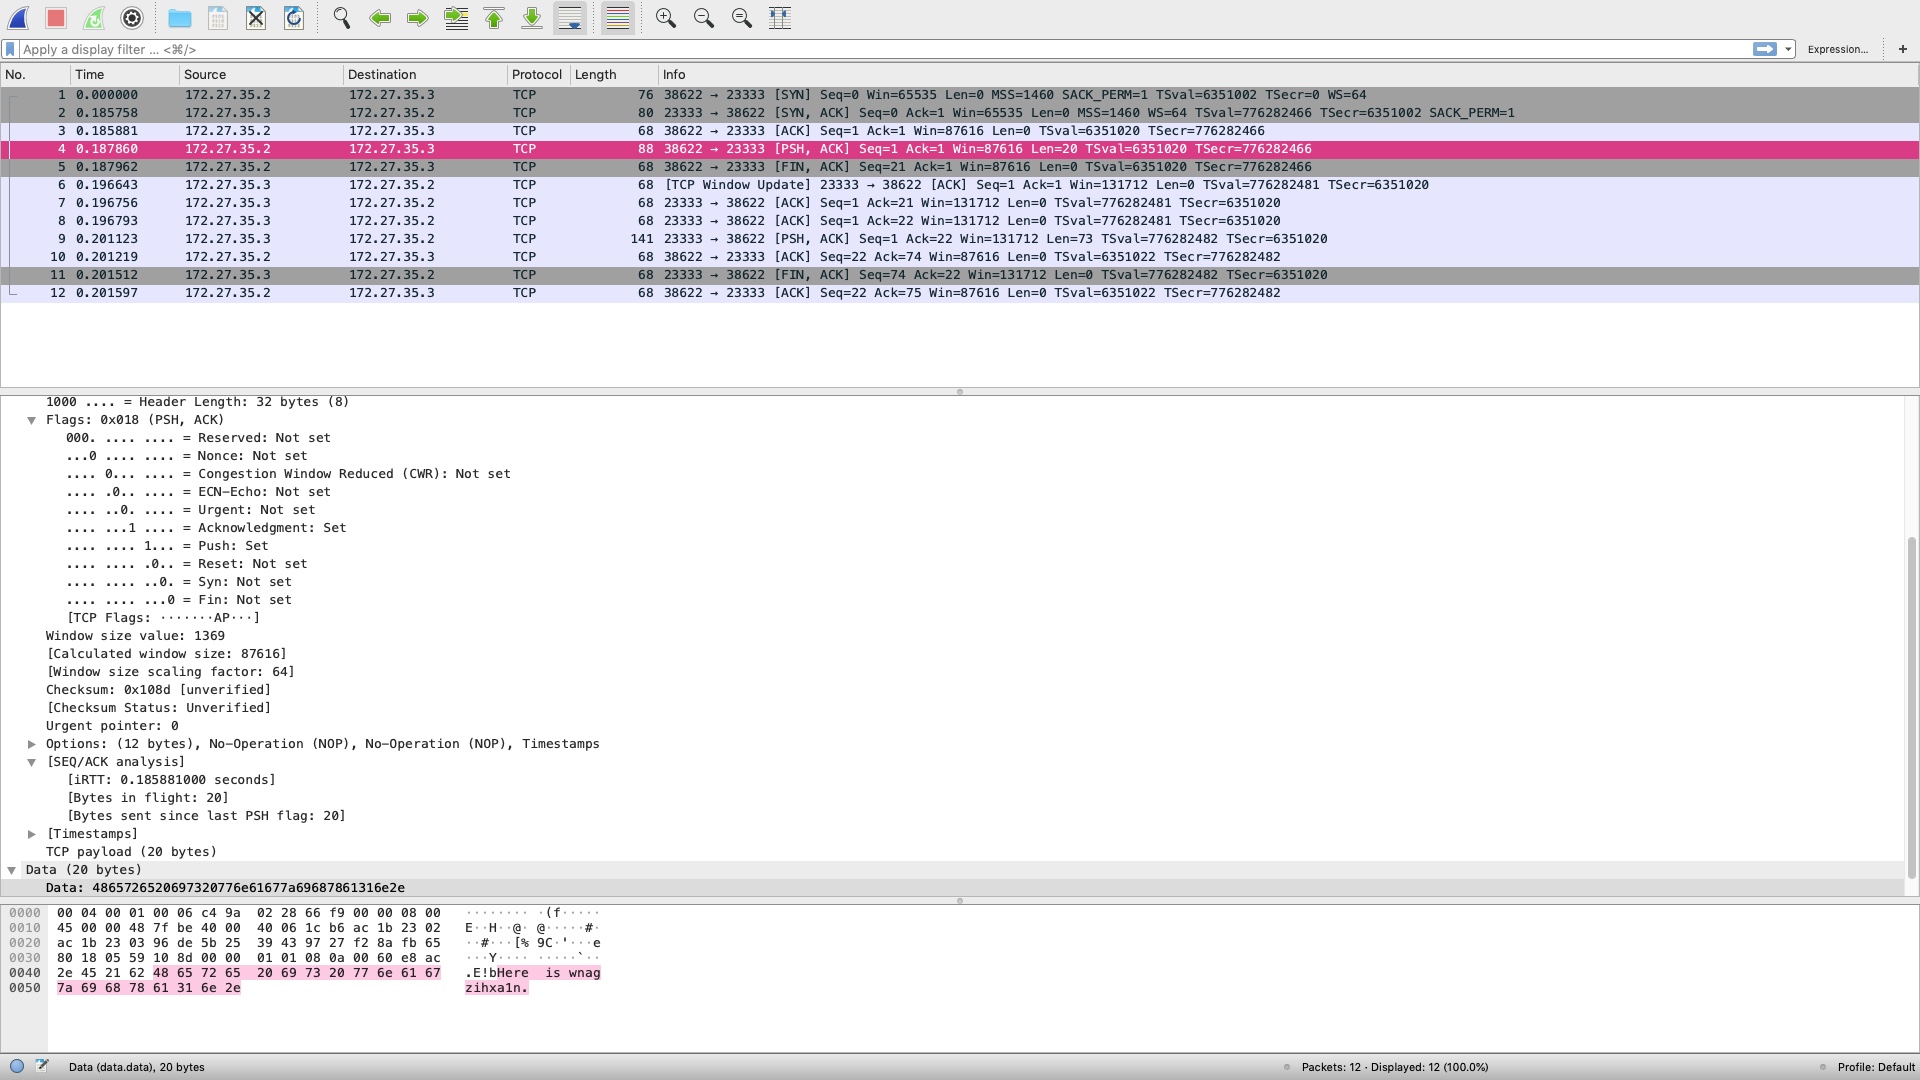 Apply a display filter ... <⌘/>
Expression...
+
No. Time Source Destination Protocol Length Info
1 0.000000 172.27.35.2 172.27.35.3 TCP 76 38622 → 23333 [SYN] Seq=0 Win=65535 Len=0 MSS=1460 SACK_PERM=1 TSval=6351002 TSecr=0 WS=64
2 0.185758 172.27.35.3 172.27.35.2 TCP 80 23333 → 38622 [SYN, ACK] Seq=0 Ack=1 Win=65535 Len=0 MSS=1460 WS=64 TSval=776282466 TSecr=6351002 SACK_PERM=1
3 0.185881 172.27.35.2 172.27.35.3 TCP 68 38622 → 23333 [ACK] Seq=1 Ack=1 Win=87616 Len=0 TSval=6351020 TSecr=776282466
4 0.187860 172.27.35.2 172.27.35.3 TCP 88 38622 → 23333 [PSH, ACK] Seq=1 Ack=1 Win=87616 Len=20 TSval=6351020 TSecr=776282466
5 0.187962 172.27.35.2 172.27.35.3 TCP 68 38622 → 23333 [FIN, ACK] Seq=21 Ack=1 Win=87616 Len=0 TSval=6351020 TSecr=776282466
6 0.196643 172.27.35.3 172.27.35.2 TCP 68 [TCP Window Update] 23333 → 38622 [ACK] Seq=1 Ack=1 Win=131712 Len=0 TSval=776282481 TSecr=6351020
7 0.196756 172.27.35.3 172.27.35.2 TCP 68 23333 → 38622 [ACK] Seq=1 Ack=21 Win=131712 Len=0 TSval=776282481 TSecr=6351020
8 0.196793 172.27.35.3 172.27.35.2 TCP 68 23333 → 38622 [ACK] Seq=1 Ack=22 Win=131712 Len=0 TSval=776282481 TSecr=6351020
9 0.201123 172.27.35.3 172.27.35.2 TCP 141 23333 → 38622 [PSH, ACK] Seq=1 Ack=22 Win=131712 Len=73 TSval=776282482 TSecr=6351020
10 0.201219 172.27.35.2 172.27.35.3 TCP 68 38622 → 23333 [ACK] Seq=22 Ack=74 Win=87616 Len=0 TSval=6351022 TSecr=776282482
11 0.201512 172.27.35.3 172.27.35.2 TCP 68 23333 → 38622 [FIN, ACK] Seq=74 Ack=22 Win=131712 Len=0 TSval=776282482 TSecr=6351020
12 0.201597 172.27.35.2 172.27.35.3 TCP 68 38622 → 23333 [ACK] Seq=22 Ack=75 Win=87616 Len=0 TSval=6351022 TSecr=776282482
1000 .... = Header Length: 32 bytes (8)
Flags: 0x018 (PSH, ACK)
000. .... .... = Reserved: Not set
...0 .... .... = Nonce: Not set
.... 0... .... = Congestion Window Reduced (CWR): Not set
.... .0.. .... = ECN-Echo: Not set
.... ..0. .... = Urgent: Not set
.... ...1 .... = Acknowledgment: Set
.... .... 1... = Push: Set
.... .... .0.. = Reset: Not set
.... .... ..0. = Syn: Not set
.... .... ...0 = Fin: Not set
[TCP Flags: ·······AP···]
Window size value: 1369
[Calculated window size: 87616]
[Window size scaling factor: 64]
Checksum: 0x108d [unverified]
[Checksum Status: Unverified]
Urgent pointer: 0
Options: (12 bytes), No-Operation (NOP), No-Operation (NOP), Timestamps
[SEQ/ACK analysis]
[iRTT: 0.185881000 seconds]
[Bytes in flight: 20]
[Bytes sent since last PSH flag: 20]
[Timestamps]
TCP payload (20 bytes)
Data (20 bytes)
Data: 4865726520697320776e61677a69687861316e2e
0000 00 04 00 01 00 06 c4 9a 02 28 66 f9 00 00 08 00 ········ ·(f·····
0010 45 00 00 48 7f be 40 00 40 06 1c b6 ac 1b 23 02 E··H··@· @·····#·
0020 ac 1b 23 03 96 de 5b 25 39 43 97 27 f2 8a fb 65 ··#···[% 9C·'···e
0030 80 18 05 59 10 8d 00 00 01 01 08 0a 00 60 e8 ac ···Y···· ·····`··
0040 2e 45 21 62 48 65 72 65 20 69 73 20 77 6e 61 67 .E!bHere is wnag
0050 7a 69 68 78 61 31 6e 2e zihxa1n.
Data (data.data), 20 bytes
Packets: 12 · Displayed: 12 (100.0%)
Profile: Default